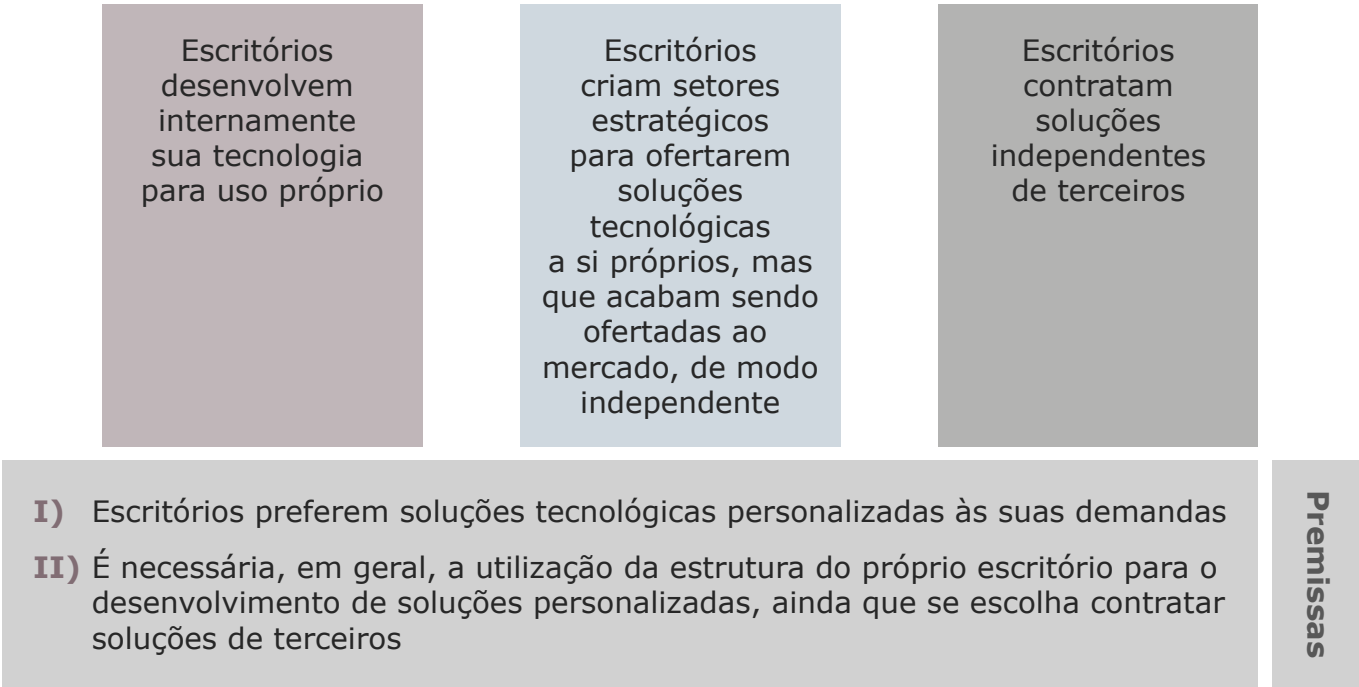 Escritórios
desenvolvem
internamente
sua tecnologia
para uso próprio
Escritórios
criam setores
estratégicos
para ofertarem
soluções
tecnológicas
a si próprios, mas
que acabam sendo
ofertadas ao
mercado, de modo
independente
Escritórios
contratam
soluções
independentes
de terceiros
I) Escritórios preferem soluções tecnológicas personalizadas às suas demandas
II) É necessária, em geral, a utilização da estrutura do próprio escritório para o
desenvolvimento de soluções personalizadas, ainda que se escolha contratar
soluções de terceiros
Premissas